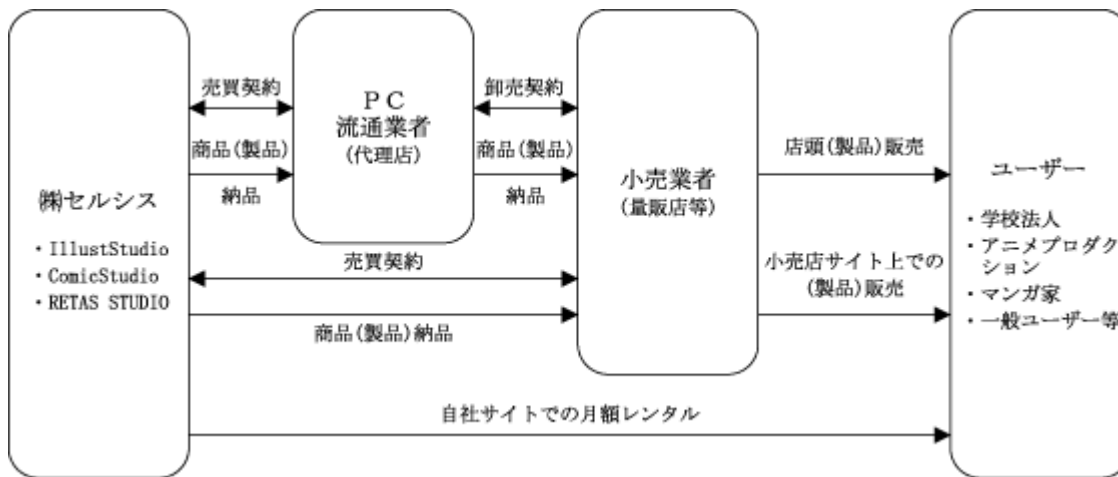 ㈱セルシス
・IllustStudio
・ComicStudio
・RETAS STUDIO
売買契約
商品(製品)
納品
ＰＣ
流通業者
(代理店)
卸売契約
商品(製品)
納品
売買契約
商品(製品)納品
小売業者
(量販店等)
店頭(製品)販売
小売店サイト上での
(製品)販売
自社サイトでの月額レンタル
ユーザー
・学校法人
・アニメプロダク
ション
・マンガ家
・一般ユーザー等